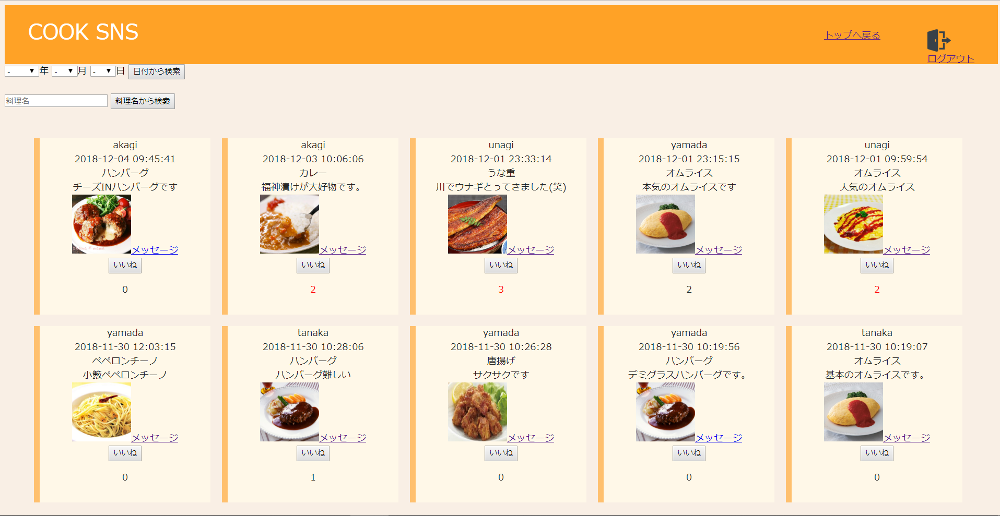 COOK SNS
トップへ戻る
ログアウト
- 年 - 月 - 日 日付から検索
料理名 料理名から検索
akagi
2018-12-04 09:45:41
ハンバーグ
チーズINハンバーグです
メッセージ
いいね
0
akagi
2018-12-03 10:06:06
カレー
福神漬けが大好物です。
メッセージ
いいね
2
unagi
2018-12-01 23:33:14
うな重
川でウナギとってきました(笑)
メッセージ
いいね
3
yamada
2018-12-01 23:15:15
オムライス
本気のオムライスです
メッセージ
いいね
2
unagi
2018-12-01 09:59:54
オムライス
人気のオムライス
メッセージ
いいね
2
yamada
2018-11-30 12:03:15
ペペロンチーノ
小籔ペペロンチーノ
メッセージ
いいね
0
tanaka
2018-11-30 10:28:06
ハンバーグ
ハンバーグ難しい
メッセージ
いいね
1
yamada
2018-11-30 10:26:28
唐揚げ
サクサクです
メッセージ
いいね
0
yamada
2018-11-30 10:19:56
ハンバーグ
デミグラスハンバーグです。
メッセージ
いいね
0
tanaka
2018-11-30 10:19:07
オムライス
基本のオムライスです。
メッセージ
いいね
0